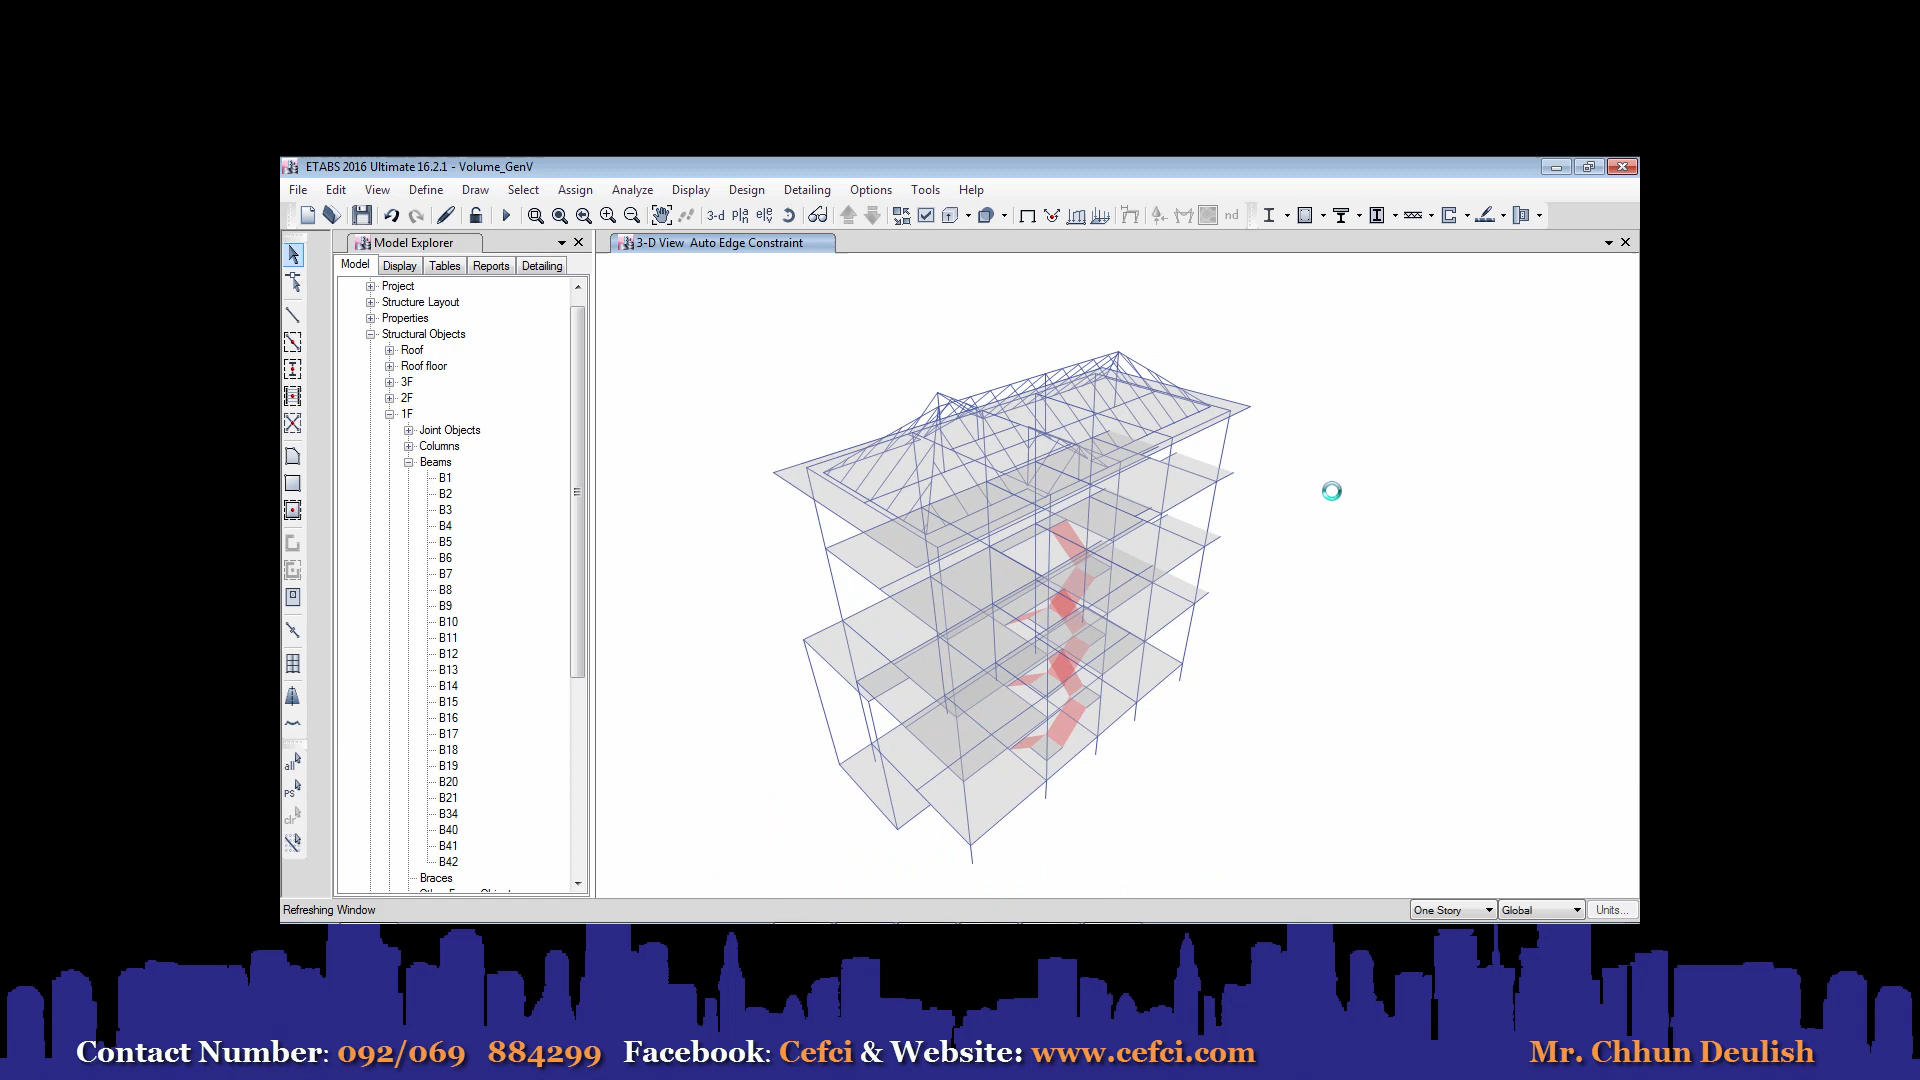 ETABS 2016 Ultimate 16.2.1 - Volume_GenV
File Edit View Define Draw Select Assign Analyze Display Design Detailing Options Tools Help
3-d
nd
Model Explorer
3-D View Auto Edge Constraint
Model Display Tables Reports Detailing
Project
Structure Layout
Properties
Structural Objects
Roof
Roof floor
3F
2F
1F
Joint Objects
Columns
Beams
B1
B2
B3
B4
B5
B6
B7
B8
B9
B10
B11
B12
B13
B14
B15
B16
B17
B18
B19
B20
B21
B34
B40
B41
B42
Braces
all
PS
clr
Refreshing Window
One Story Global Units...
Contact Number: 092/069 884299 Facebook: Cefci & Website: www.cefci.com
Mr. Chhun Deulish